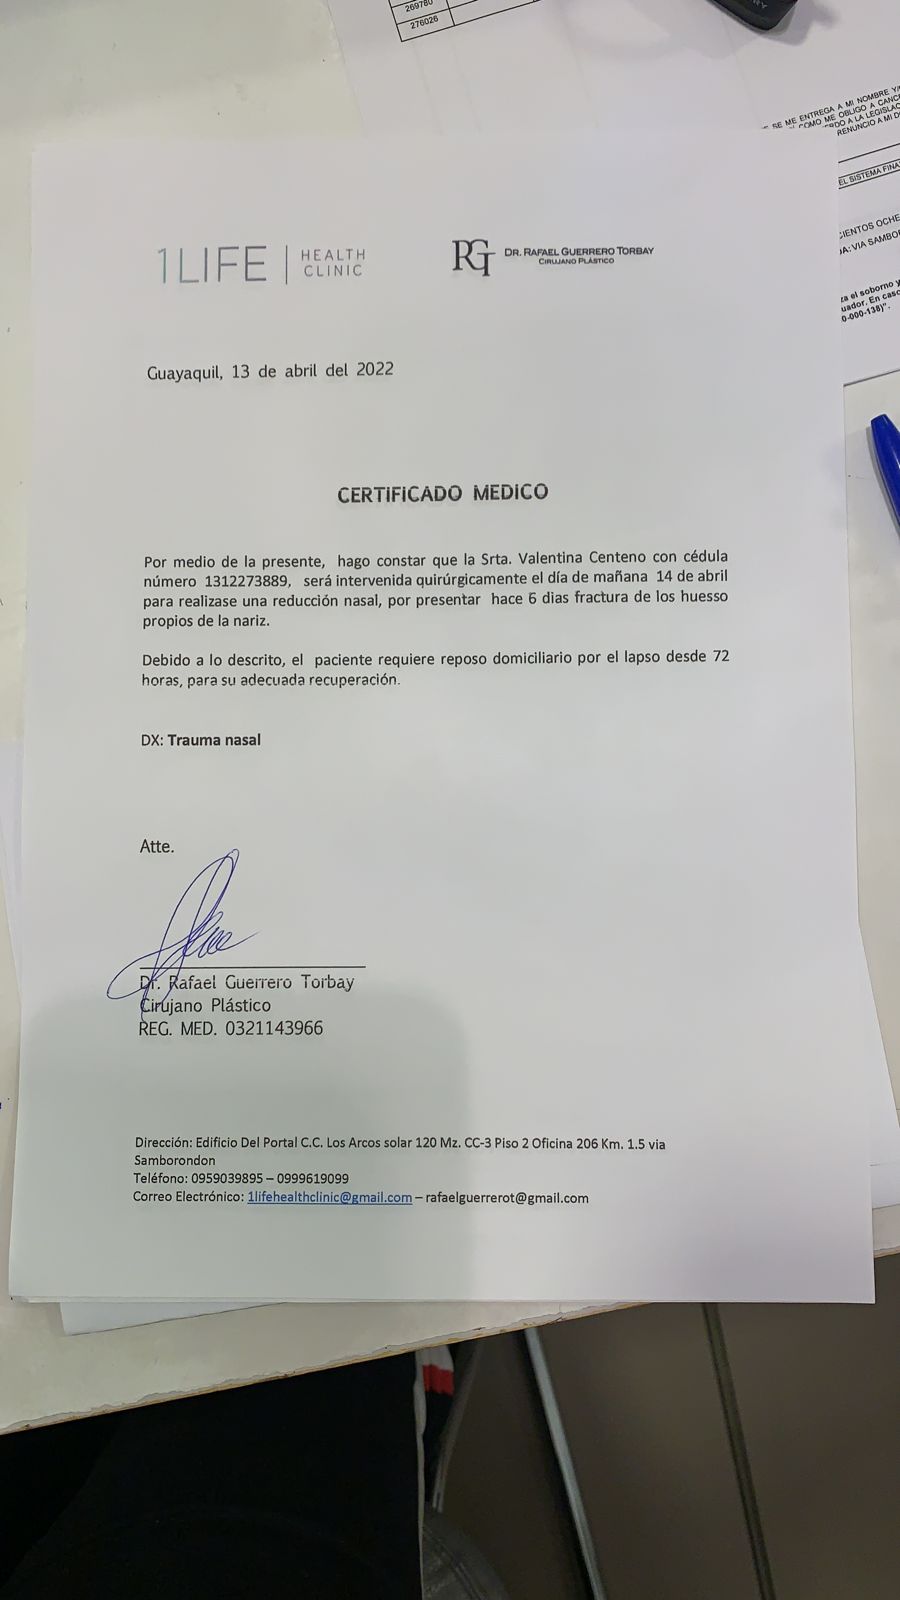 269780
276026
SE ME ENTREGA A MI NOMBRE Y/
COMO ME OBLIGO A CANC
A LA LEGISLAC
RENUNCIO A MI D
EL SISTEMA FINA
CIENTOS OCHE
DA: VIA SAMBOR
za el soborno y
uador. En caso
0-000-138)".
1LIFE | HEALTH CLINIC
RG DR. RAFAEL GUERRERO TORBAY
CIRUJANO PLÁSTICO
Guayaquil, 13 de abril del 2022
CERTIFICADO MEDICO
Por medio de la presente, hago constar que la Srta. Valentina Centeno con cédula
número 1312273889, será intervenida quirúrgicamente el día de mañana 14 de abril
para realizase una reducción nasal, por presentar hace 6 dias fractura de los huesso
propios de la nariz.
Debido a lo descrito, el paciente requiere reposo domiciliario por el lapso desde 72
horas, para su adecuada recuperación.
DX: Trauma nasal
Atte.
Dr. Rafael Guerrero Torbay
Cirujano Plástico
REG. MED. 0321143966
Dirección: Edificio Del Portal C.C. Los Arcos solar 120 Mz. CC-3 Piso 2 Oficina 206 Km. 1.5 via
Samborondon
Teléfono: 0959039895 – 0999619099
Correo Electrónico: 1lifehealthclinic@gmail.com – rafaelguerrerot@gmail.com